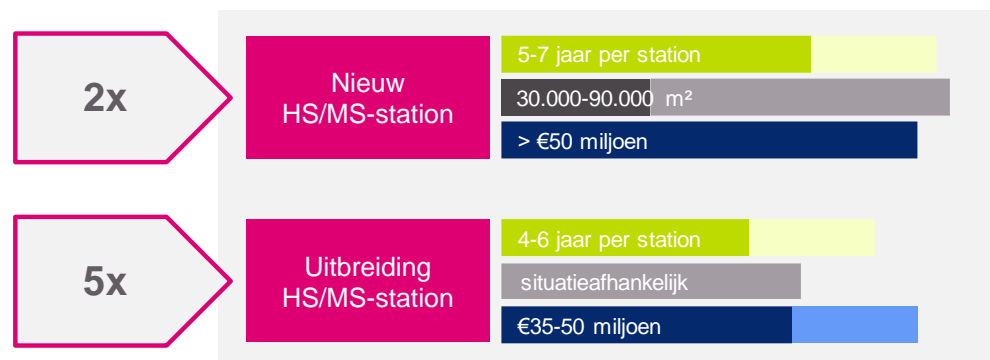 2x
Nieuw
HS/MS-station
5-7 jaar per station
30.000-90.000 m²
> €50 miljoen
5x
Uitbreiding
HS/MS-station
4-6 jaar per station
situatieafhankelijk
€35-50 miljoen